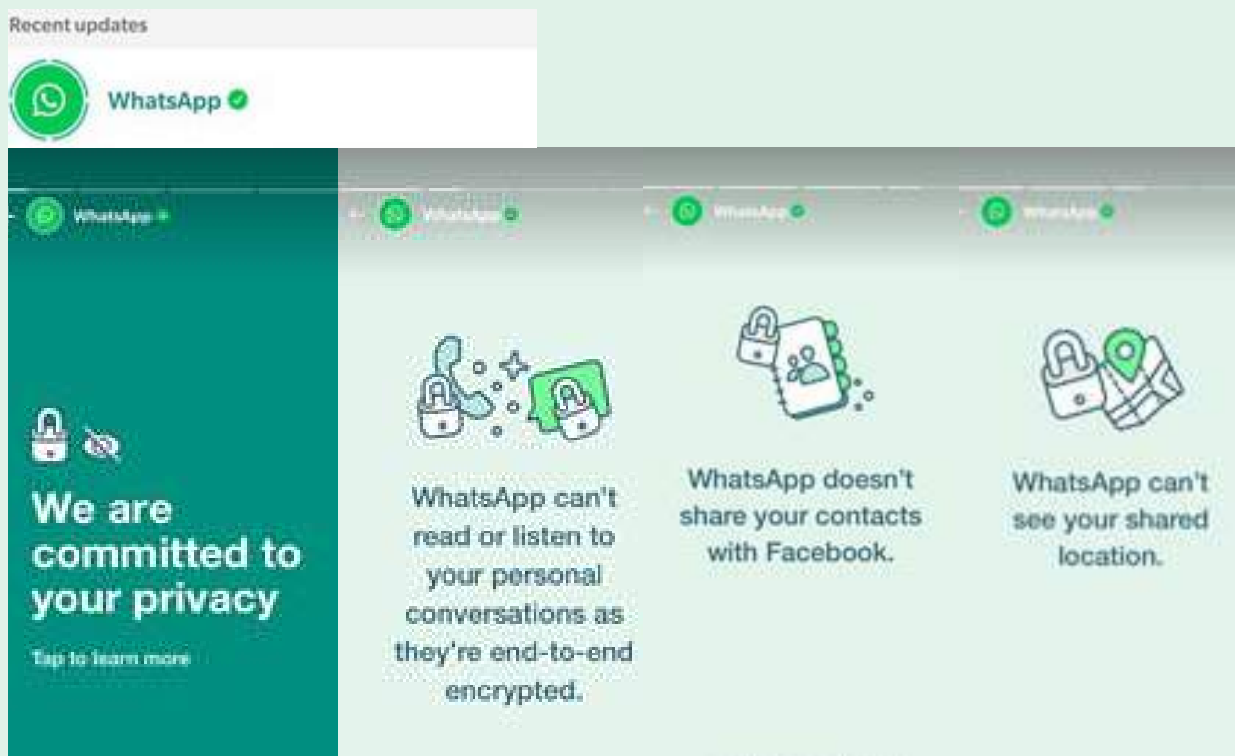 Recent updates
WhatsApp
WhatsApp
WhatsApp
WhatsApp
WhatsApp
We are
committed to
your privacy
Tap to learn more
WhatsApp can't
read or listen to
your personal
conversations as
they're end-to-end
encrypted.
WhatsApp doesn't
share your contacts
with Facebook.
WhatsApp can't
see your shared
location.